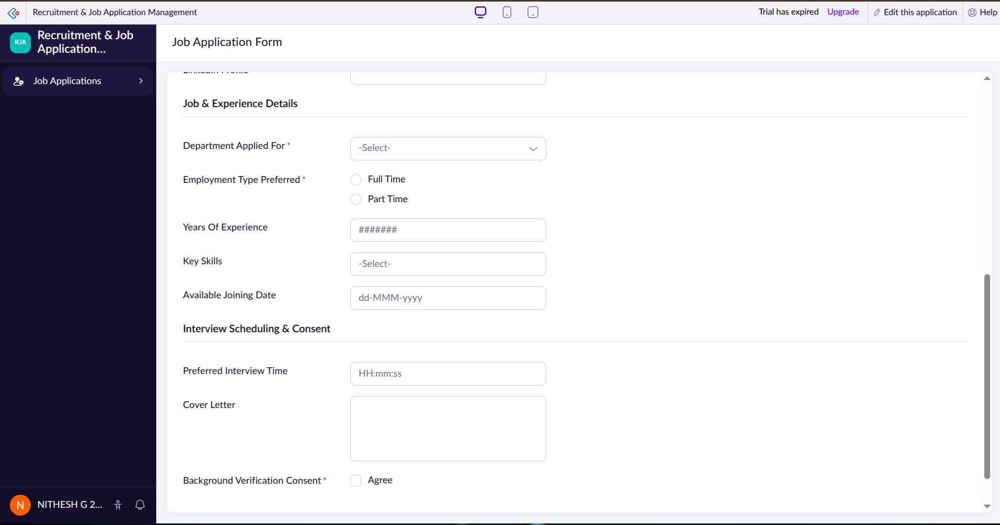 Recruitment & Job Application Management
Trial has expired Upgrade Edit this application Help
RJA Recruitment & Job
Application...
Job Applications
Job Application Form
Job & Experience Details
Department Applied For * -Select-
Employment Type Preferred * Full Time
Part Time
Years Of Experience #######
Key Skills -Select-
Available Joining Date dd-MMM-yyyy
Interview Scheduling & Consent
Preferred Interview Time HH:mm:ss
Cover Letter
Background Verification Consent * Agree
N NITHESH G 2...